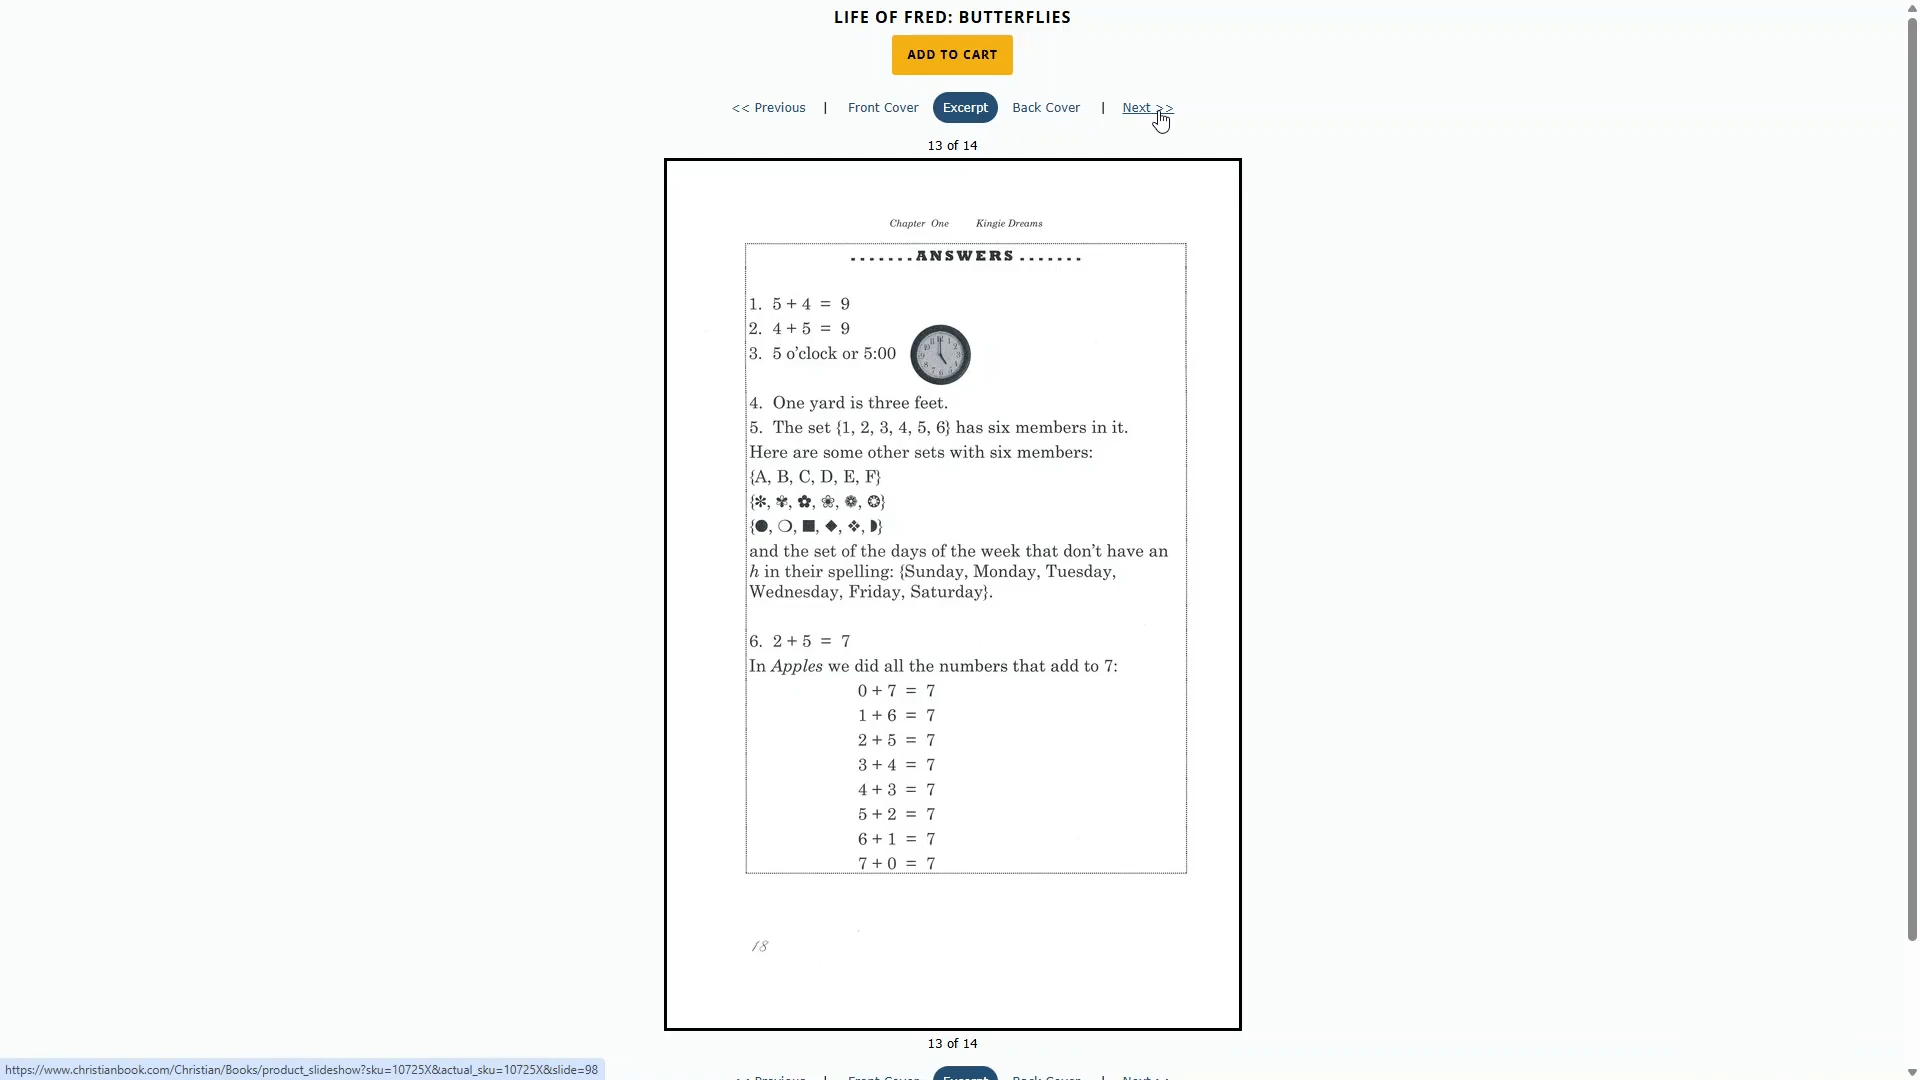 LIFE OF FRED: BUTTERFLIES
ADD TO CART
<< Previous | Front Cover Excerpt Back Cover | Next >>
13 of 14
Chapter One Kingie Dreams
.......ANSWERS.......
1. 5 + 4 = 9
2. 4 + 5 = 9
3. 5 o’clock or 5:00
4. One yard is three feet.
5. The set {1, 2, 3, 4, 5, 6} has six members in it.
Here are some other sets with six members:
{A, B, C, D, E, F}
{✻, ✾, ✿, ❀, ❁, ❂}
{●, ❍, ■, ◆, ❖, ◗}
and the set of the days of the week that don’t have an
h in their spelling: {Sunday, Monday, Tuesday,
Wednesday, Friday, Saturday}.
6. 2 + 5 = 7
In Apples we did all the numbers that add to 7:
0 + 7 = 7
1 + 6 = 7
2 + 5 = 7
3 + 4 = 7
4 + 3 = 7
5 + 2 = 7
6 + 1 = 7
7 + 0 = 7
18
13 of 14
<< Previous | Front Cover Excerpt Back Cover | Next >>
https://www.christianbook.com/Christian/Books/product_slideshow?sku=10725X&actual_sku=10725X&slide=98